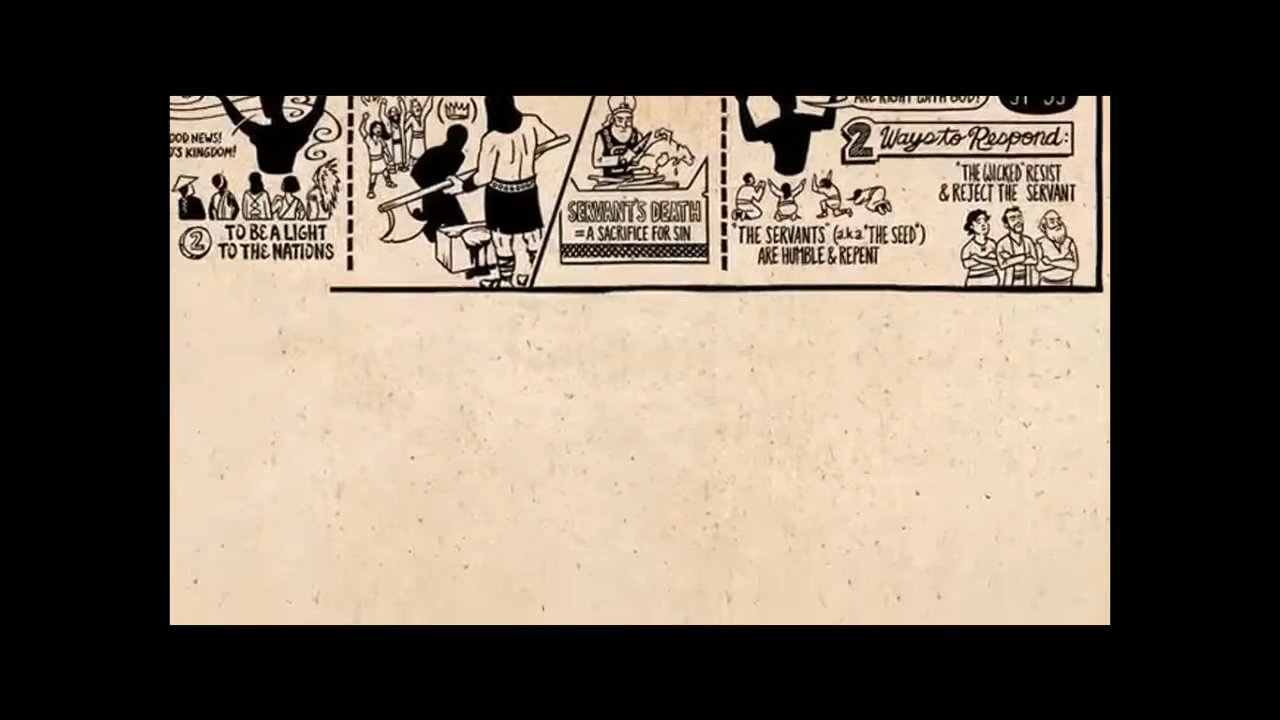 OOD NEWS!
D'S KINGDOM!
2 TO BE A LIGHT
TO THE NATIONS
SERVANT'S DEATH
= A SACRIFICE FOR SIN
ARE RIGHT WITH GOD!
2 Ways to Respond:
"THE WICKED" RESIST
& REJECT THE SERVANT
"THE SERVANTS" (a.k.a "THE SEED")
ARE HUMBLE & REPENT